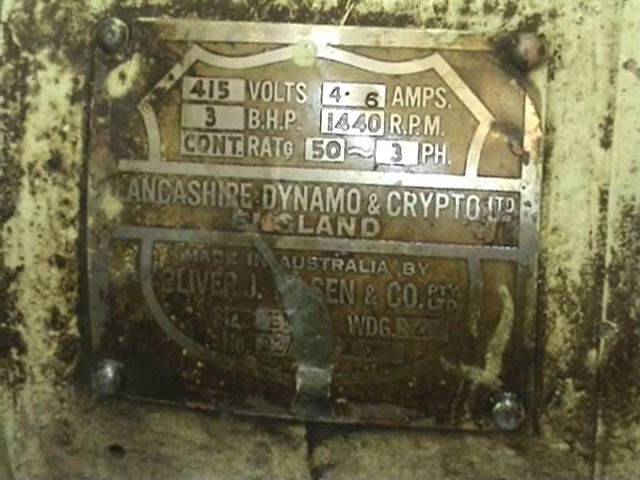 415 VOLTS 4.6 AMPS.
3 B.H.P. 1440 R.P.M.
CONT. RATG 50 ~ 3 PH.
LANCASHIRE DYNAMO & CRYPTO LTD
ENGLAND
MADE IN AUSTRALIA BY
OLIVER J. & CO. PTY. LTD.
WDG.
No.